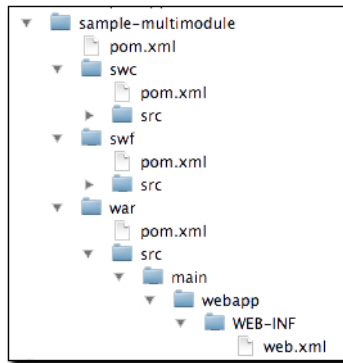 sample-multimodule
pom.xml
swc
pom.xml
src
swf
pom.xml
src
war
pom.xml
src
main
webapp
WEB-INF
web.xml